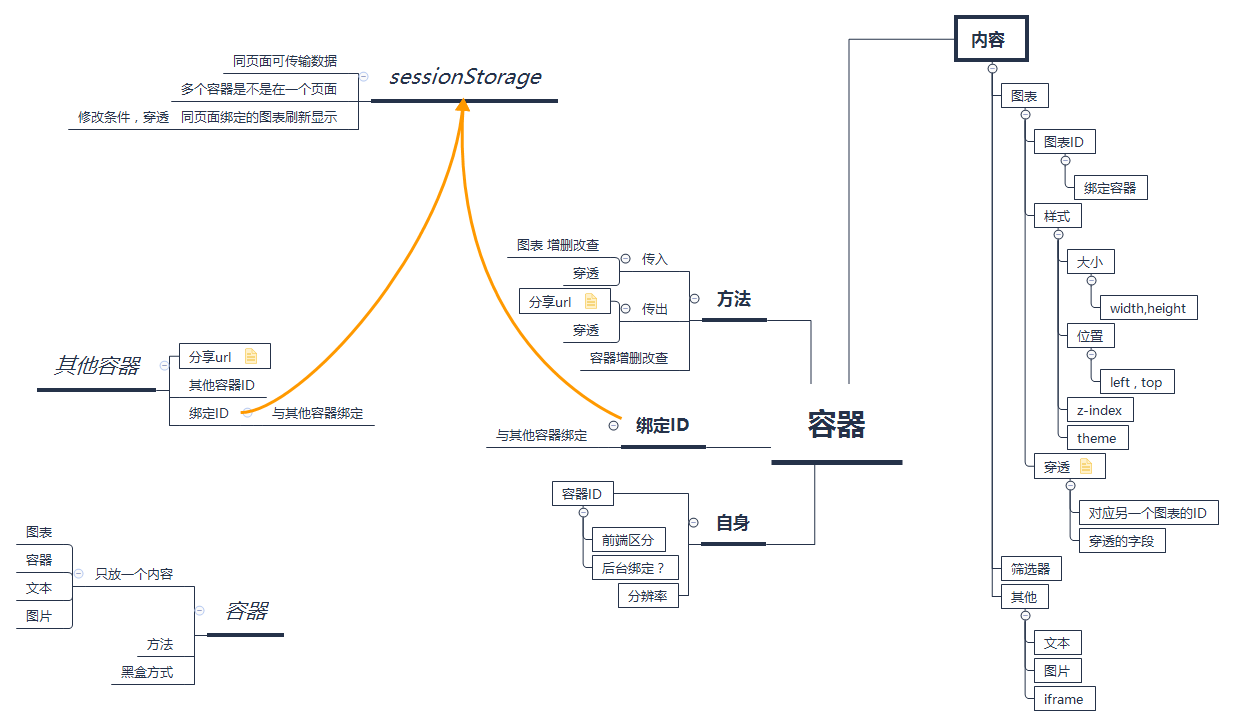 sessionStorage
同页面可传输数据
多个容器是不是在一个页面
修改条件，穿透 同页面绑定的图表刷新显示
其他容器
分享url
其他容器ID
绑定ID 与其他容器绑定
容器
只放一个内容
图表
容器
文本
图片
方法
黑盒方式
容器
方法
传入
图表 增删改查
穿透
传出
分享url
穿透
容器增删改查
绑定ID
与其他容器绑定
自身
容器ID
前端区分
后台绑定？
分辨率
内容
图表
图表ID
绑定容器
样式
大小
width,height
位置
left , top
z-index
theme
穿透
对应另一个图表的ID
穿透的字段
筛选器
其他
文本
图片
iframe